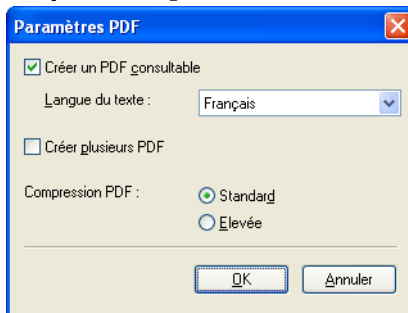 Paramètres PDF
Créer un PDF consultable
Langue du texte : Français
Créer plusieurs PDF
Compression PDF : Standard
Elevée
OK Annuler